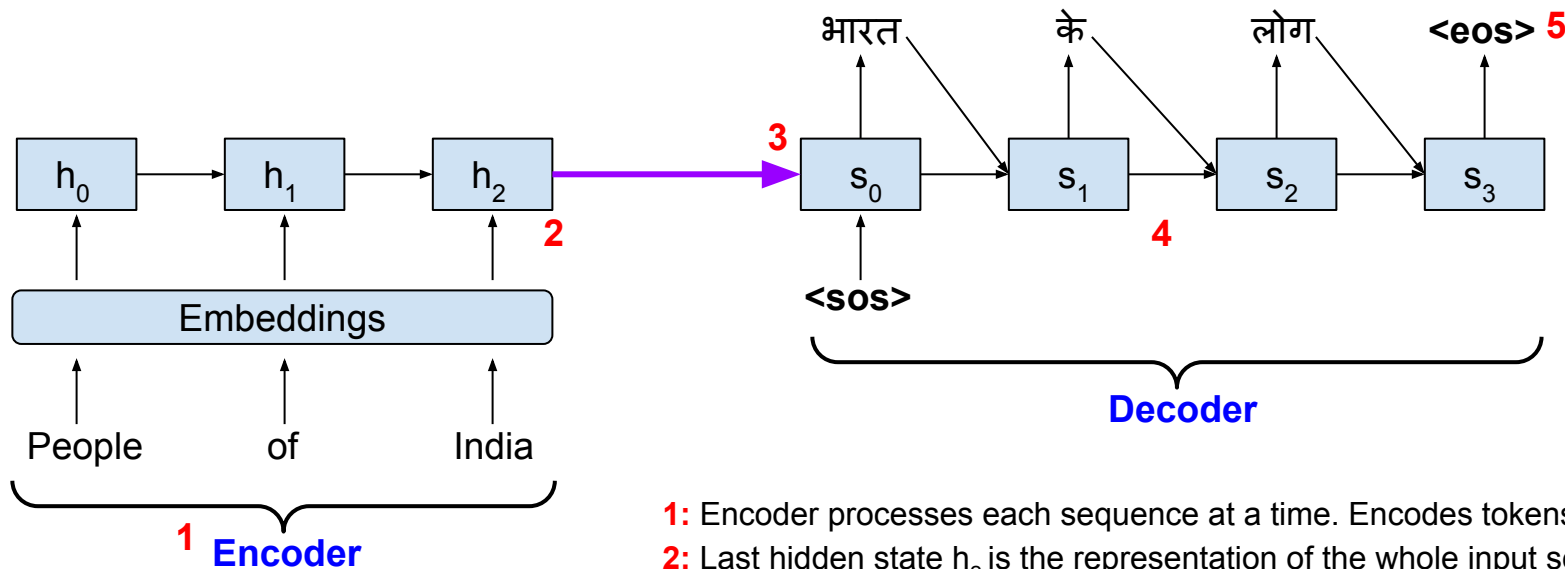 भारत के लोग <eos> 5
3
h0 h1 h2 s0 s1 s2 s3
2 4
<sos>
Embeddings
Decoder
People of India
1: Encoder processes each sequence at a time. Encodes tokens
1 Encoder
2: Last hidden state h2 is the representation of the whole input